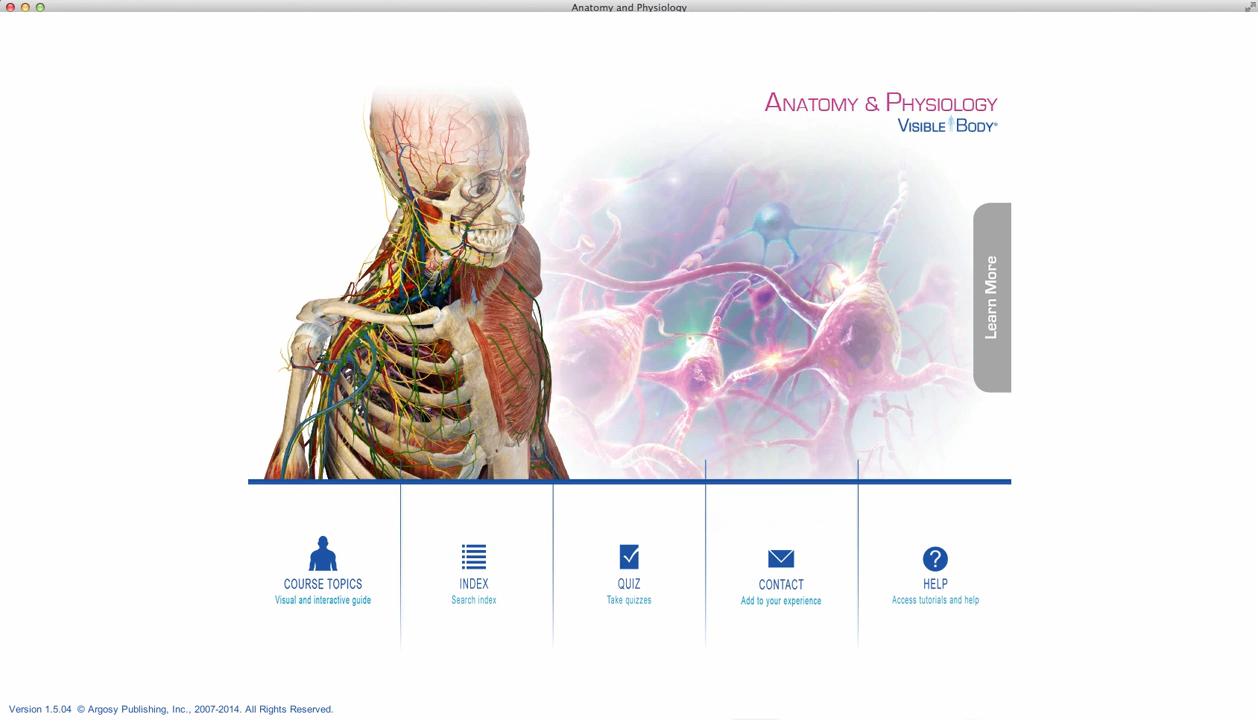 Anatomy and Physiology
ANATOMY & PHYSIOLOGY
VISIBLE BODY®
Learn More
COURSE TOPICS
Visual and interactive guide
INDEX
Search index
QUIZ
Take quizzes
CONTACT
Add to your experience
HELP
Access tutorials and help
Version 1.5.04 © Argosy Publishing, Inc., 2007-2014. All Rights Reserved.